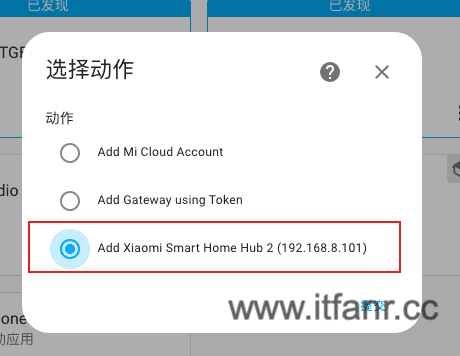 已发现
已发现
选择动作
动作
Add Mi Cloud Account
Add Gateway using Token
dio
Add Xiaomi Smart Home Hub 2 (192.168.8.101)
提交
www.itfanr.cc
one
动应用